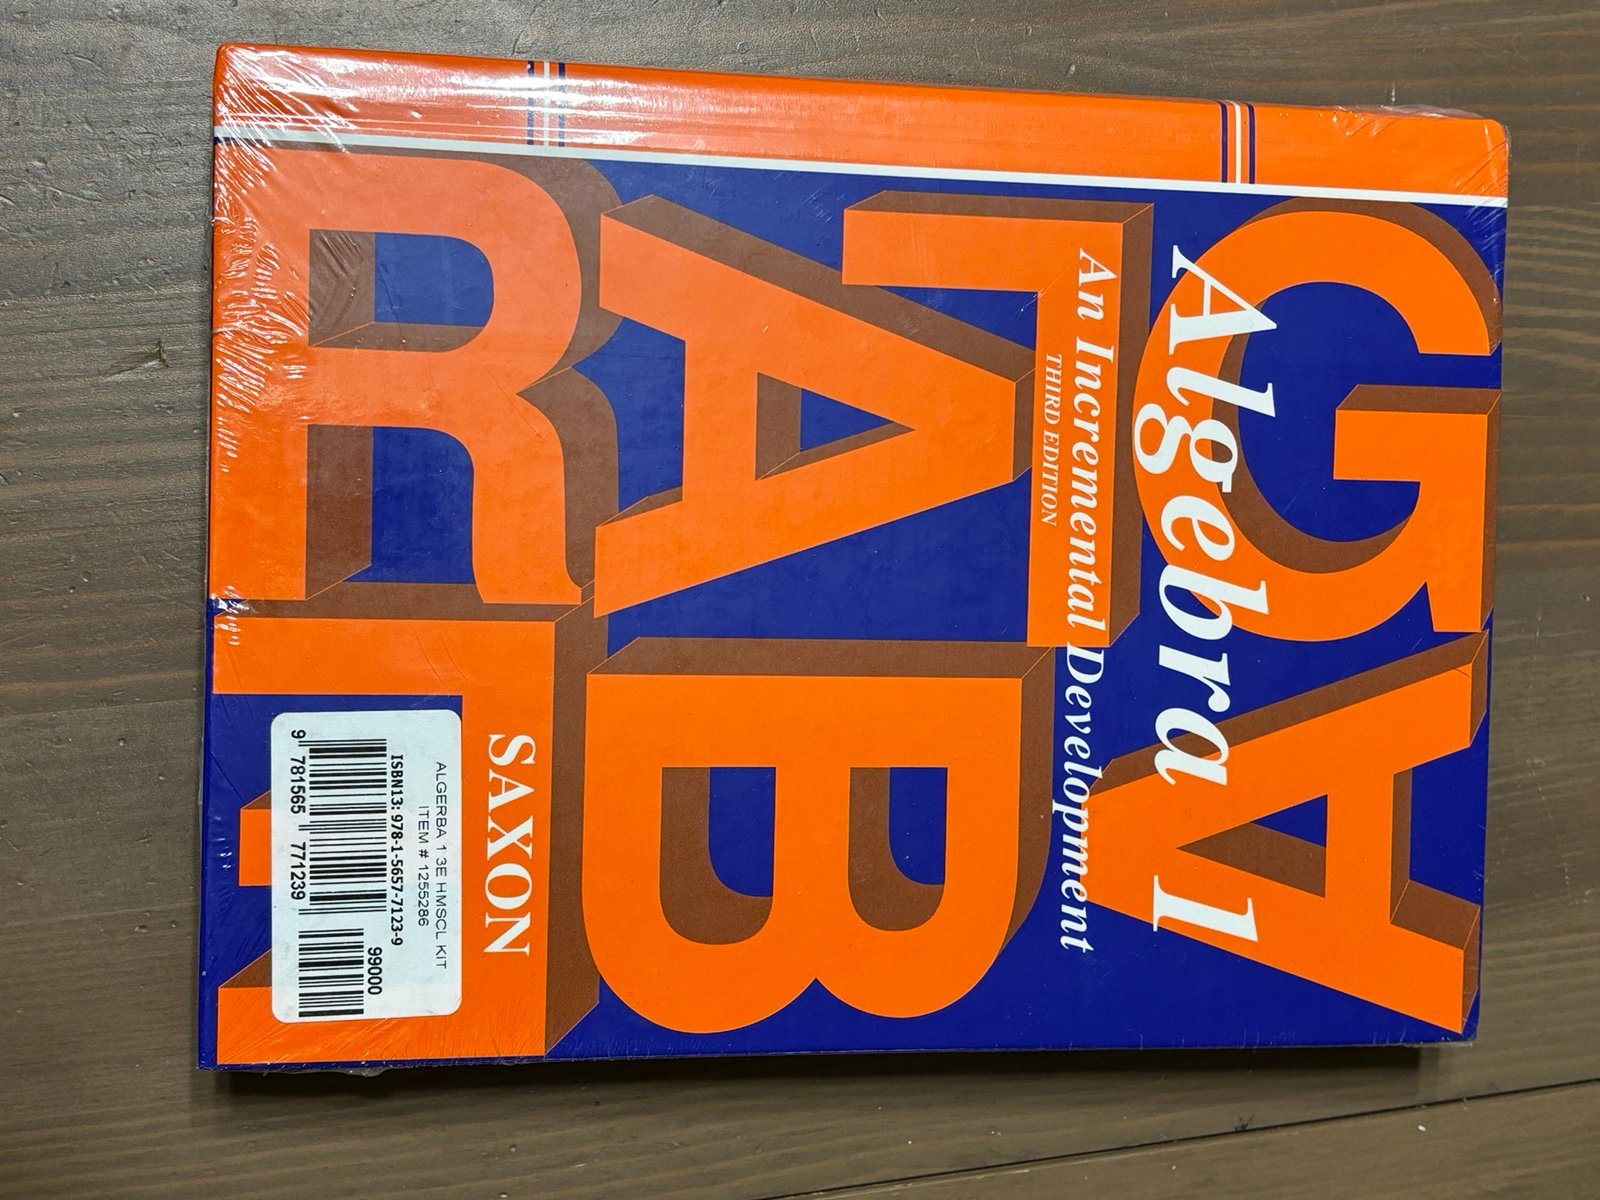 Algebra 1
An Incremental Development
THIRD EDITION
SAXON
ALGERBA 1 3E HMSCL KIT
ITEM # 1255286
ISBN13: 978-1-5657-7123-9
99000
9 781565 771239